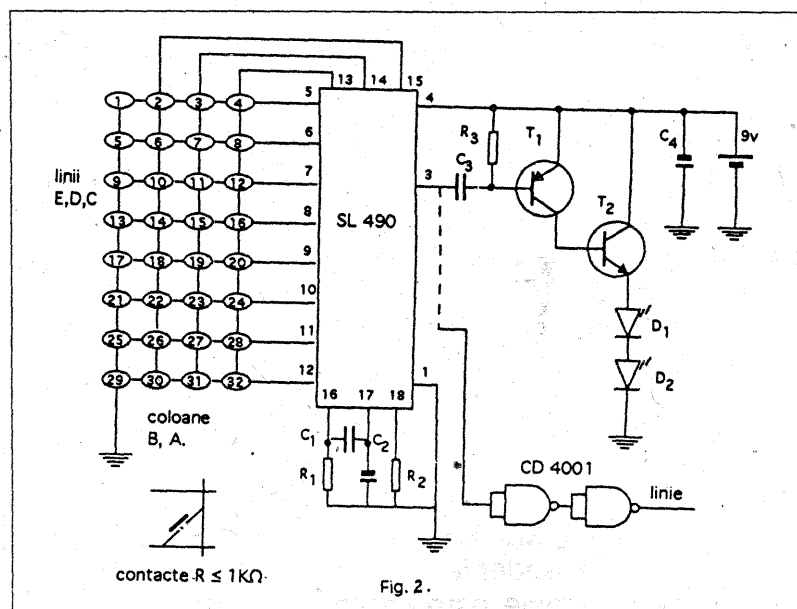 13 14 15
1 2 3 4 5
5 6 7 8 6
9 10 11 12 7
13 14 15 16 8
17 18 19 20 9
21 22 23 24 10
25 26 27 28 11
29 30 31 32 12
linii
E,D,C
SL 490
4
3
1
16 17 18
R3
C3
T1
T2
C4
9v
D1
D2
coloane
B, A.
C1 C2
R1 R2
CD 4001
linie
contacte R ≤ 1KΩ.
Fig. 2.